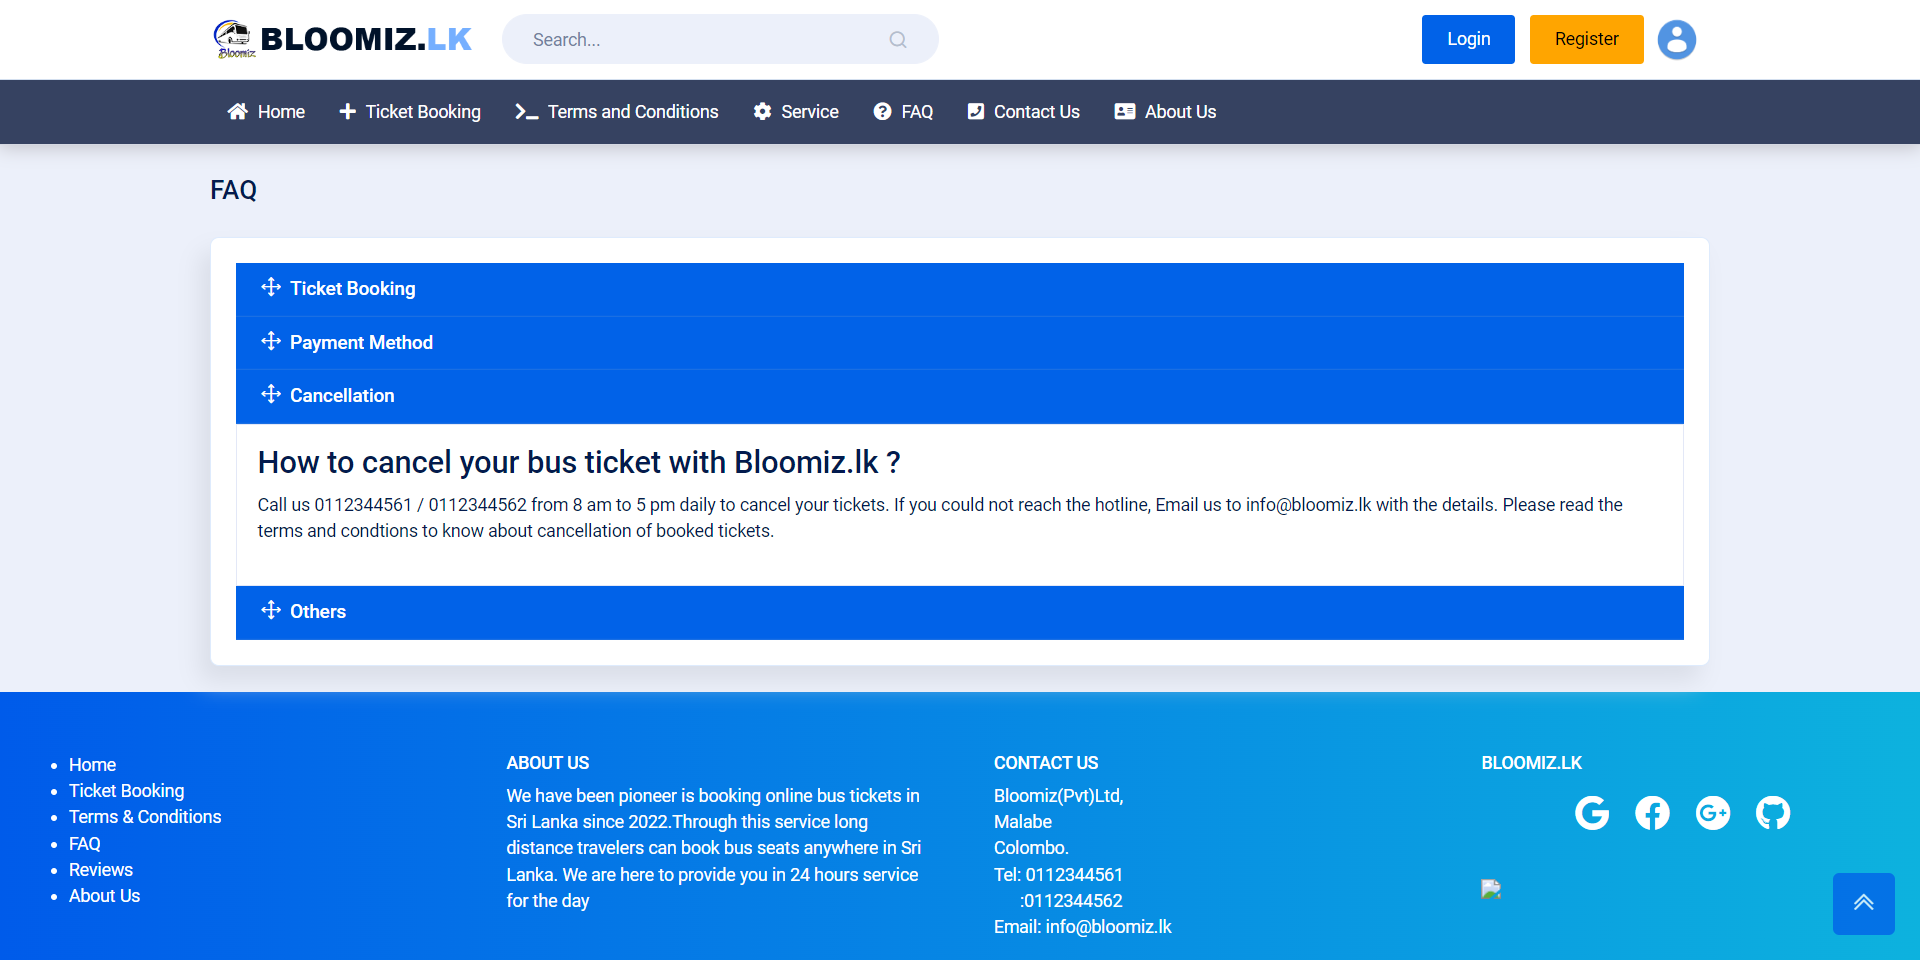 Bloomiz
BLOOMIZ.LK
Search...
Login
Register
Home
Ticket Booking
Terms and Conditions
Service
FAQ
Contact Us
About Us
FAQ
Ticket Booking
Payment Method
Cancellation
How to cancel your bus ticket with Bloomiz.lk ?
Call us 0112344561 / 0112344562 from 8 am to 5 pm daily to cancel your tickets. If you could not reach the hotline, Email us to info@bloomiz.lk with the details. Please read the
terms and condtions to know about cancellation of booked tickets.
Others
Home
Ticket Booking
Terms & Conditions
FAQ
Reviews
About Us
ABOUT US
We have been pioneer is booking online bus tickets in
Sri Lanka since 2022.Through this service long
distance travelers can book bus seats anywhere in Sri
Lanka. We are here to provide you in 24 hours service
for the day
CONTACT US
Bloomiz(Pvt)Ltd,
Malabe
Colombo.
Tel: 0112344561
:0112344562
Email: info@bloomiz.lk
BLOOMIZ.LK